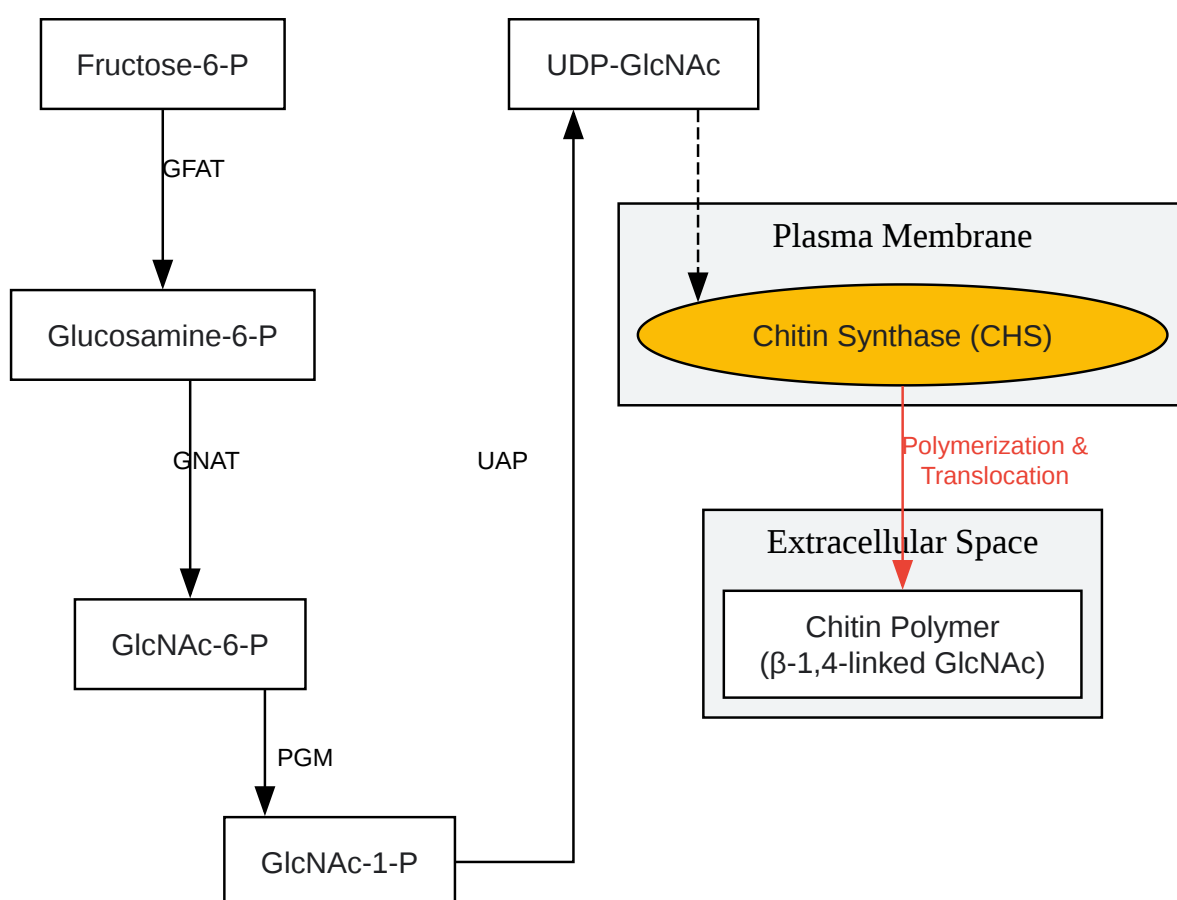 Fructose-6-P
GFAT
Glucosamine-6-P
GNAT
GlcNAc-6-P
PGM
GlcNAc-1-P
UAP
UDP-GlcNAc
Plasma Membrane
Chitin Synthase (CHS)
Polymerization &
Translocation
Extracellular Space
Chitin Polymer
(β-1,4-linked GlcNAc)